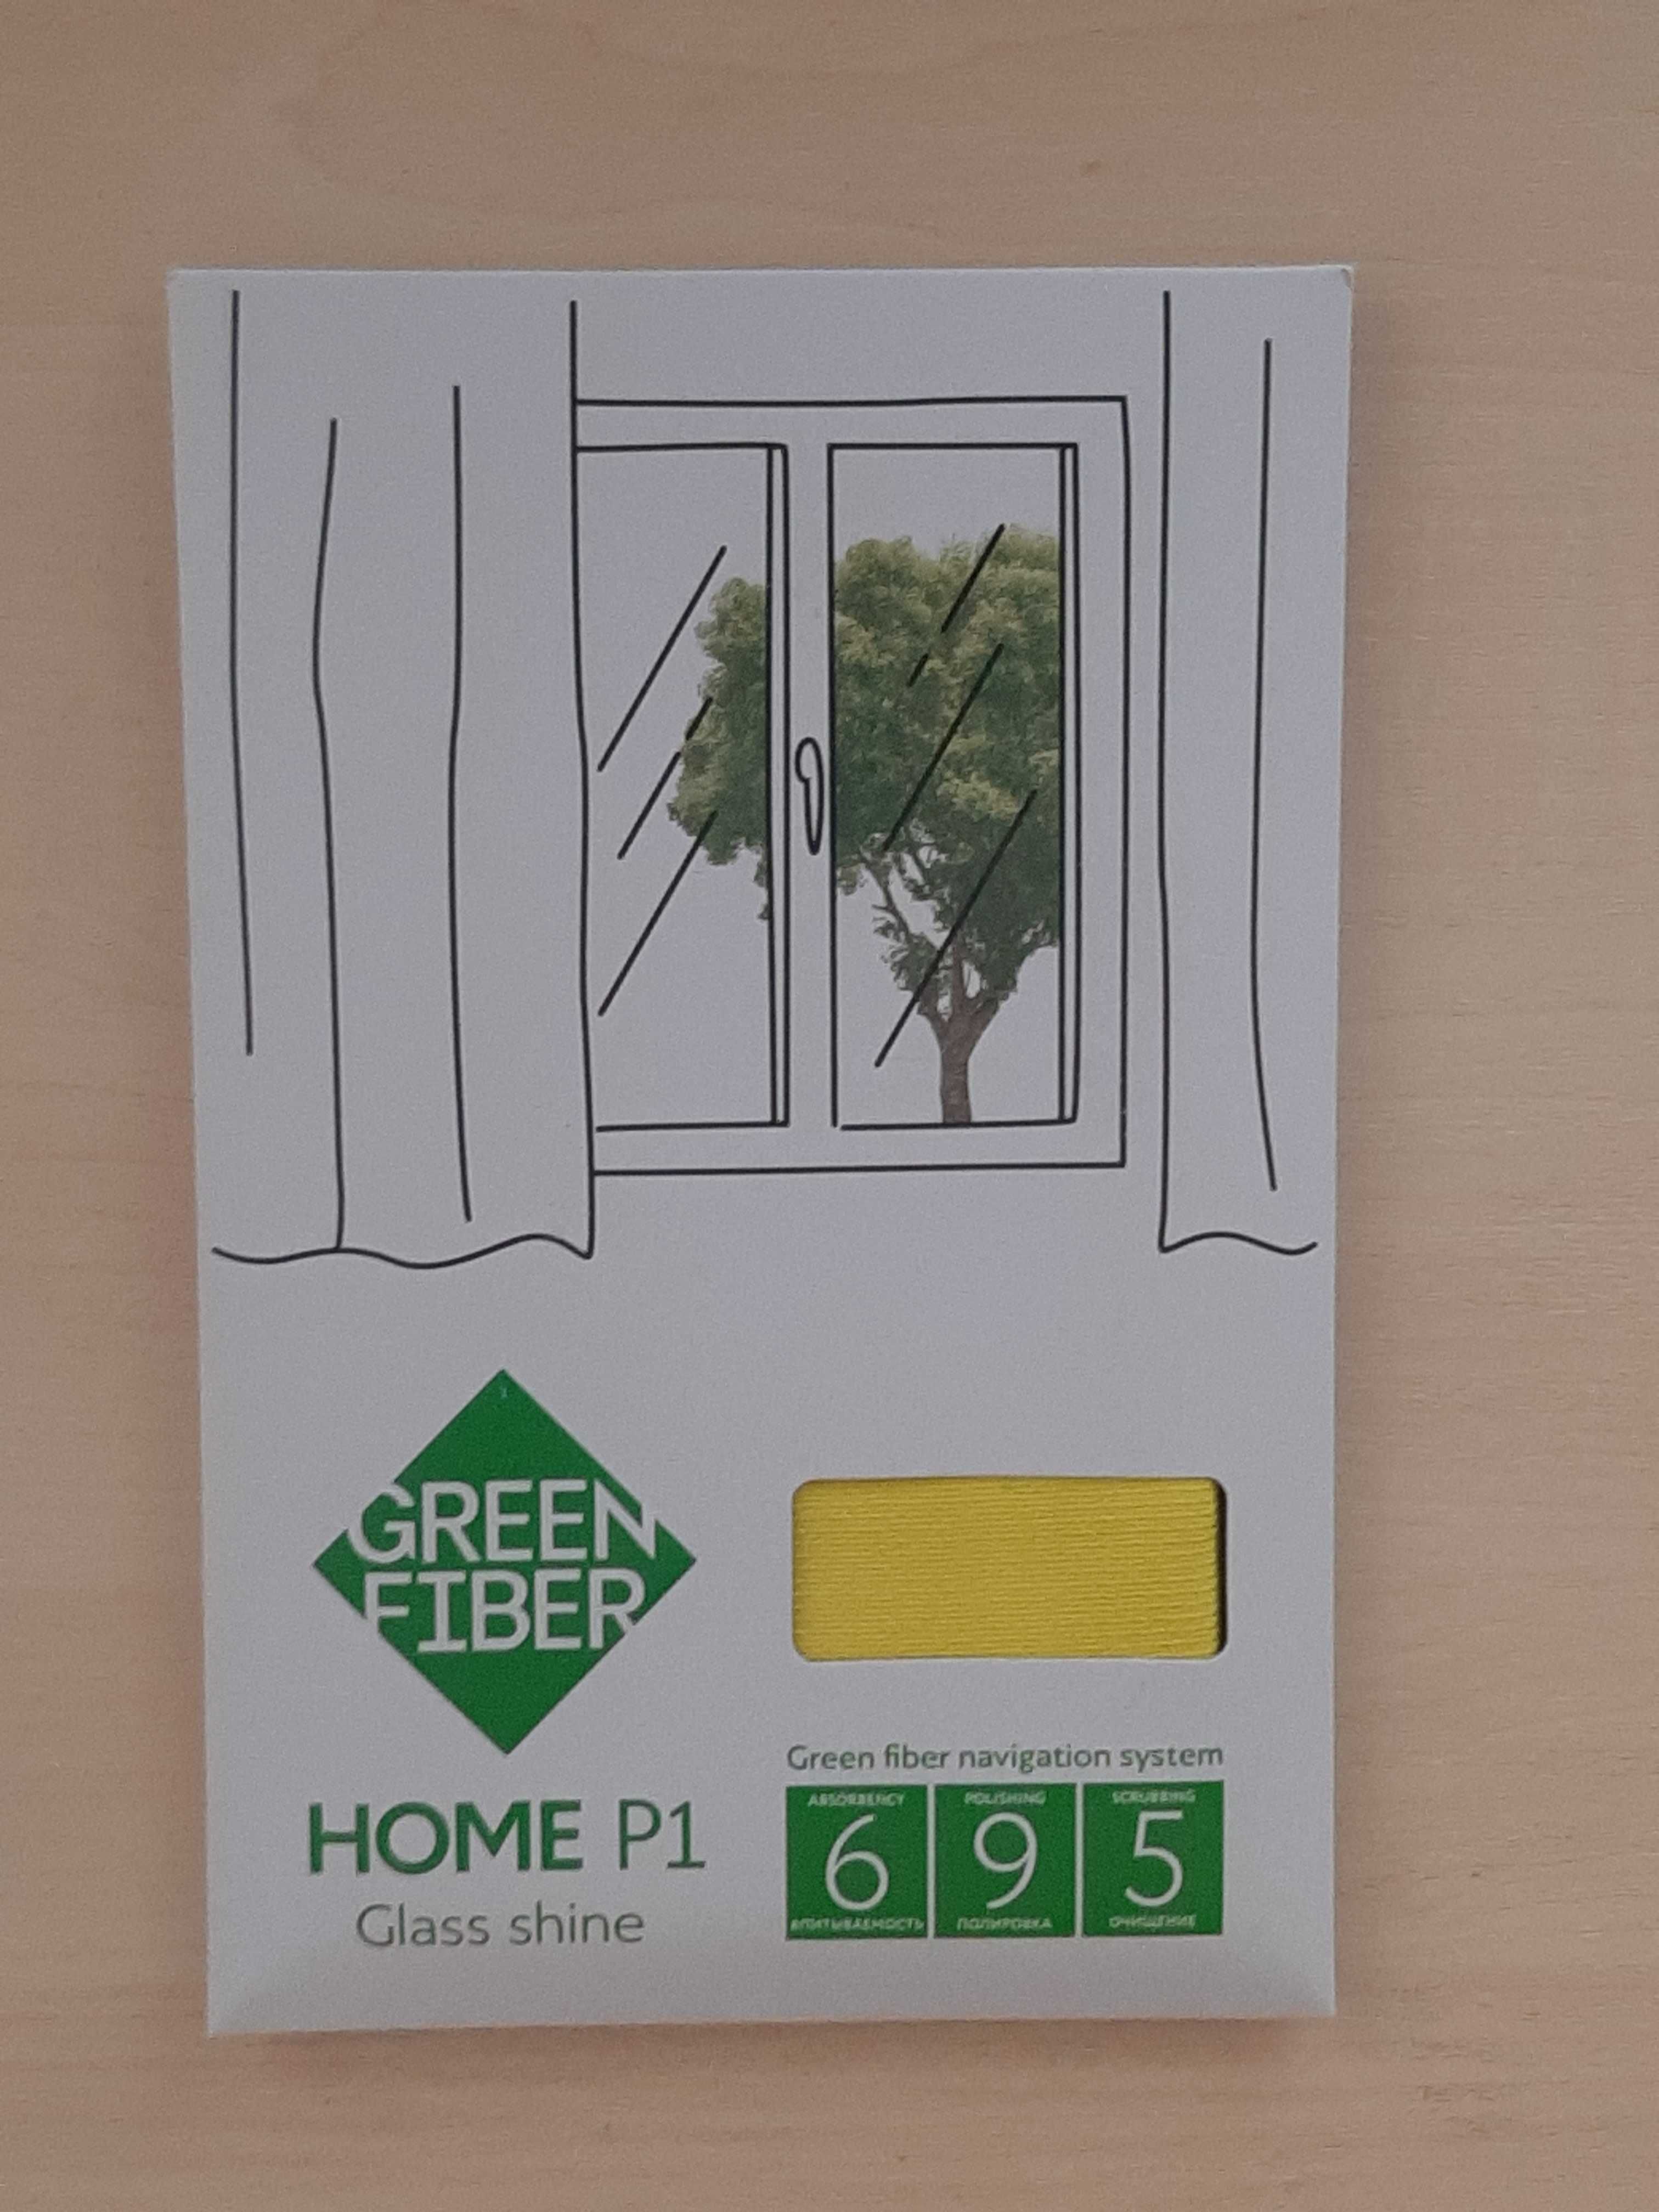 GREEN
FIBER
HOME P1
Glass shine
Green fiber navigation system
ABSORBENCY POLISHING SCRUBBING
6 9 5
ВПИТЫВАЕМОСТЬ ПОЛИРОВКА ОЧИЩЕНИЕ